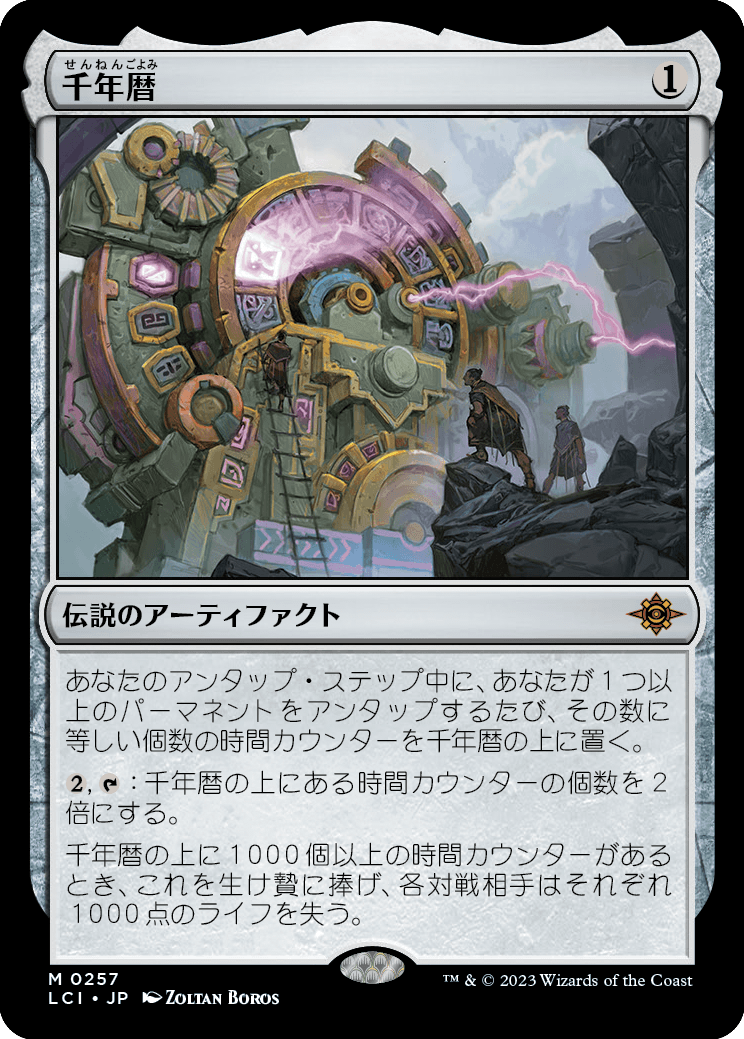 せんねんごよみ
千年暦
1
伝説のアーティファクト
あなたのアンタップ・ステップ中に、あなたが1つ以
上のパーマネントをアンタップするたび、その数に
等しい個数の時間カウンターを千年暦の上に置く。
2, :千年暦の上にある時間カウンターの個数を2
倍にする。
千年暦の上に1000個以上の時間カウンターがある
とき、これを生け贄に捧げ、各対戦相手はそれぞれ
1000点のライフを失う。
M 0257
LCI • JP ZOLTAN BOROS
™ & © 2023 Wizards of the Coast